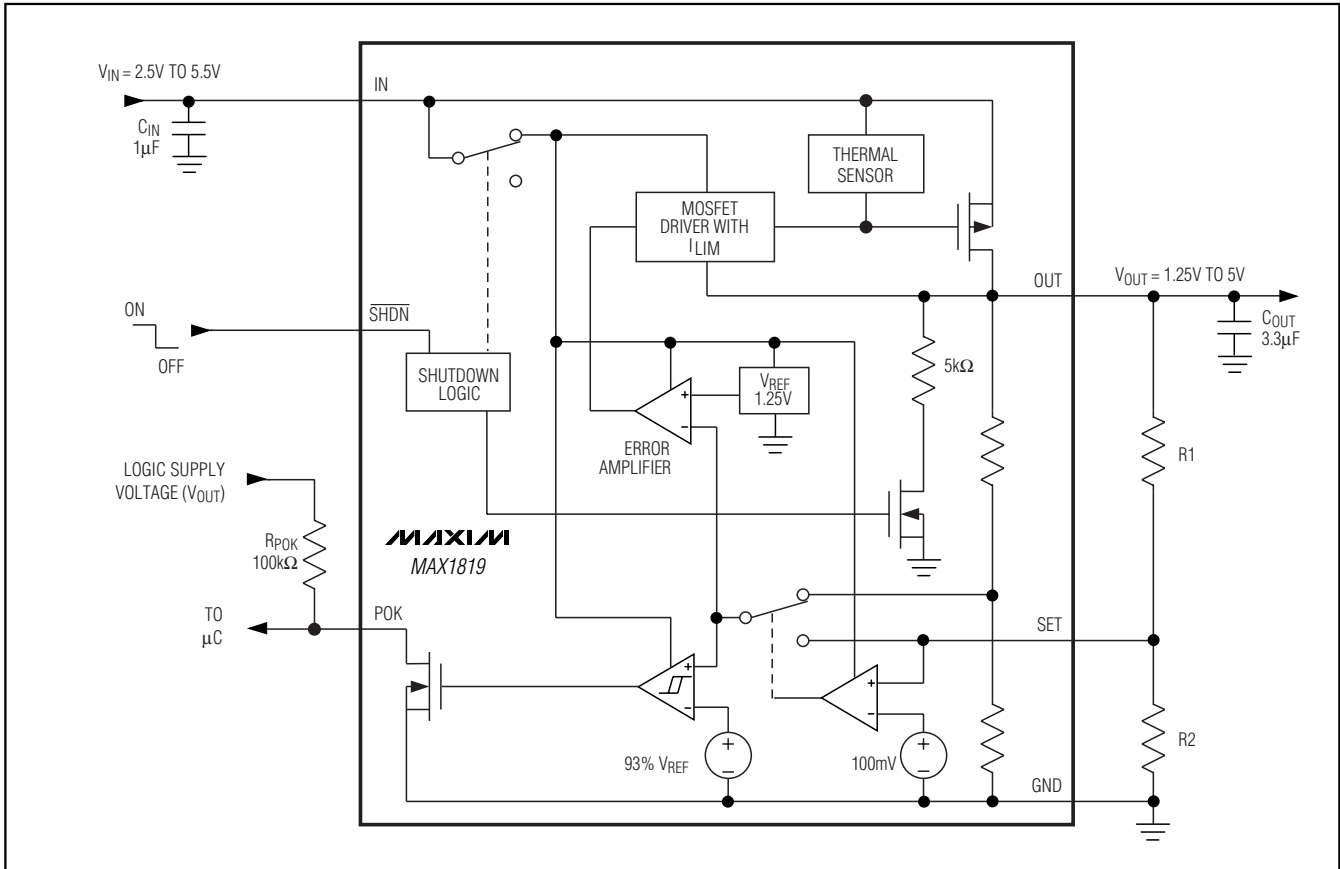 V_IN = 2.5V TO 5.5V
IN
C_IN
1µF
THERMAL
SENSOR
MOSFET
DRIVER WITH
I_LIM
OUT
V_OUT = 1.25V TO 5V
C_OUT
3.3µF
ON
OFF
SHDN
SHUTDOWN
LOGIC
V_REF
1.25V
5kΩ
+
−
ERROR
AMPLIFIER
R1
LOGIC SUPPLY
VOLTAGE (V_OUT)
R_POK
100kΩ
MAXIM
MAX1819
TO
µC
POK
SET
+
−
+
−
+
−
93% V_REF
+
−
100mV
R2
GND